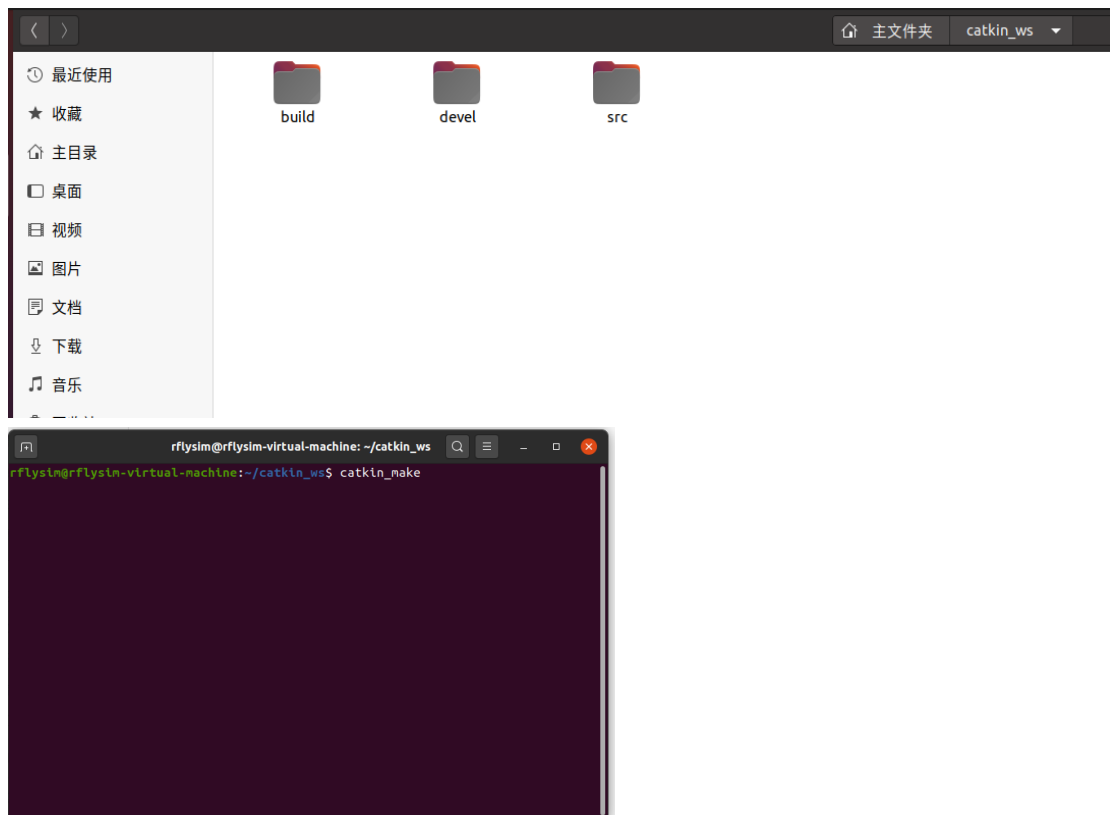 主文件夹 catkin_ws
最近使用
收藏
主目录
桌面
视频
图片
文档
下载
音乐
build devel src
rflysim@rflysim-virtual-machine: ~/catkin_ws
rflysim@rflysim-virtual-machine:~/catkin_ws$ catkin_make